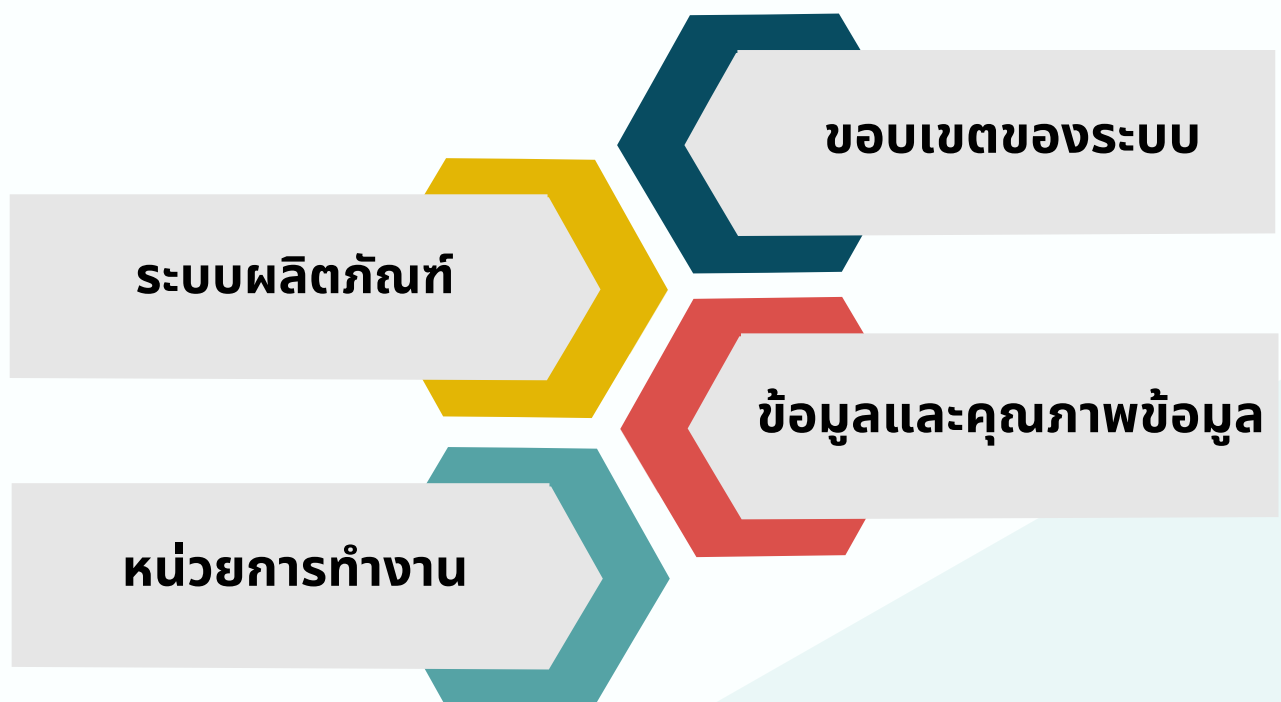 ขอบเขตของระบบ
ระบบผลิตภัณฑ์
ข้อมูลและคุณภาพข้อมูล
หน่วยการทำงาน